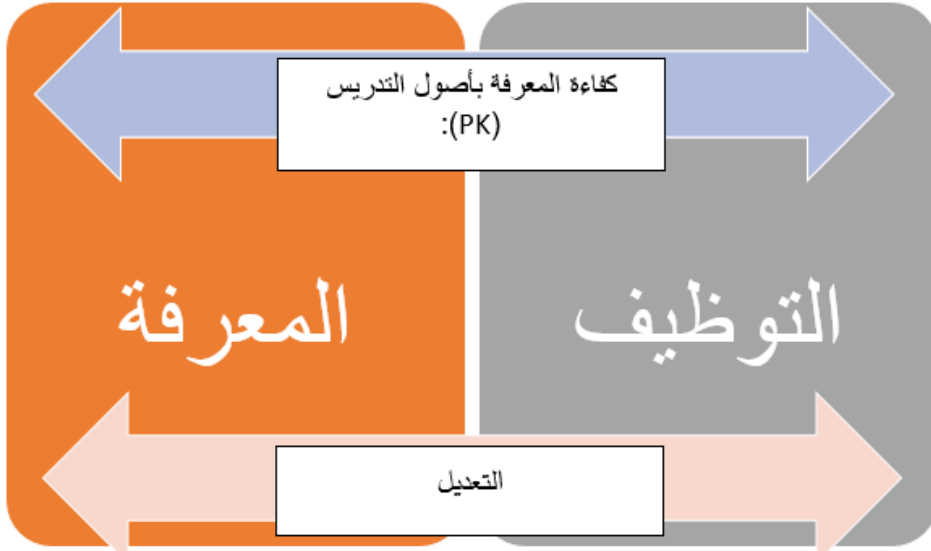 كفاءة المعرفة بأصول التدريس
(PK):
التوظيف
المعرفة
التعديل